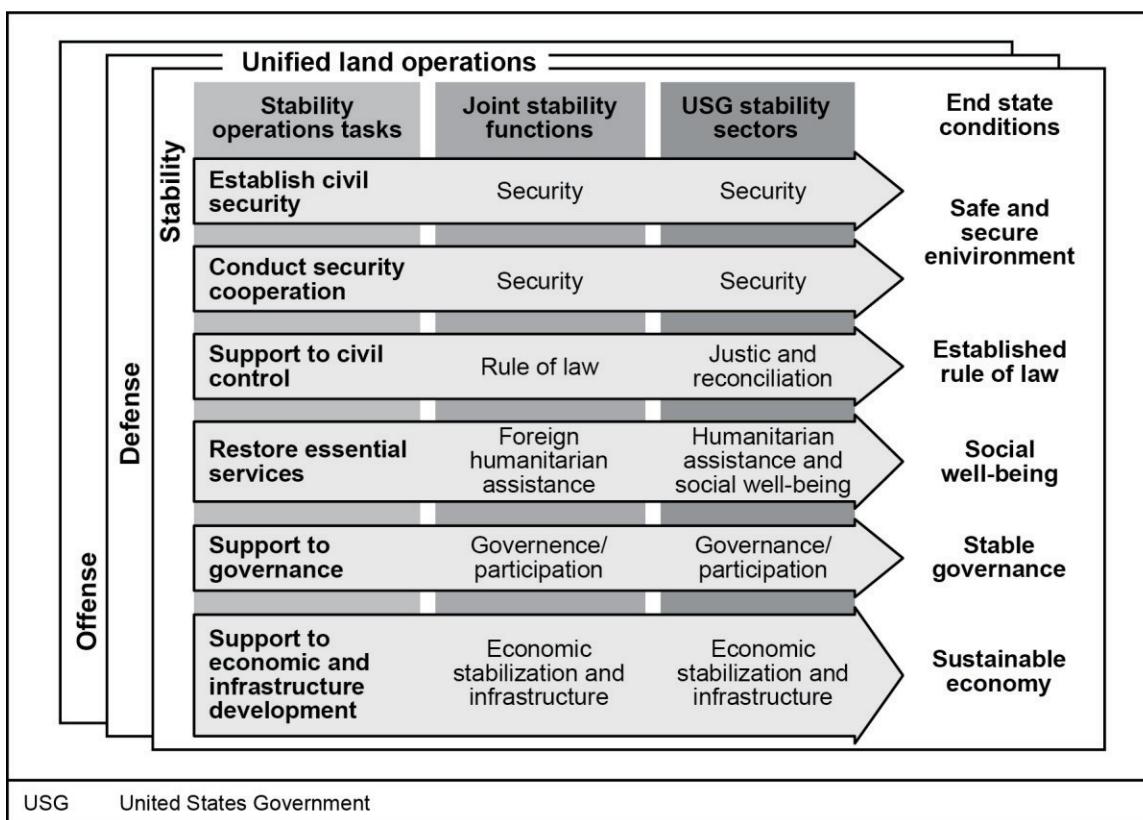 Unified land operations
Stability
operations tasks
Joint stability
functions
USG stability
sectors
End state
conditions
Offense
Defense
Stability
Establish civil
security
Security
Security
Safe and
secure
enivironment
Conduct security
cooperation
Security
Security
Support to civil
control
Rule of law
Justic and
reconciliation
Established
rule of law
Restore essential
services
Foreign
humanitarian
assistance
Humanitarian
assistance and
social well-being
Social
well-being
Support to
governance
Governence/
participation
Governance/
participation
Stable
governance
Support to
economic and
infrastructure
development
Economic
stabilization and
infrastructure
Economic
stabilization and
infrastructure
Sustainable
economy
USG United States Government